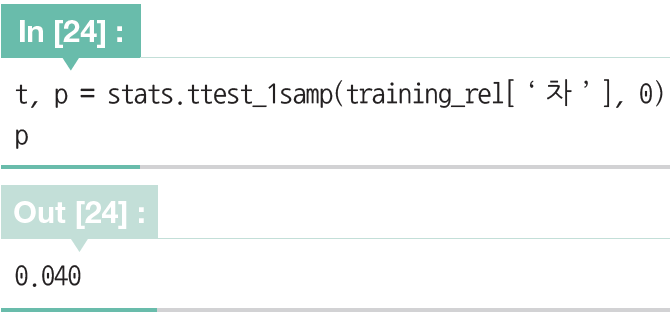 In [24] :
t, p = stats.ttest_1samp(training_rel[ ‘ 차 ’ ], 0)
p
Out [24] :
0.040